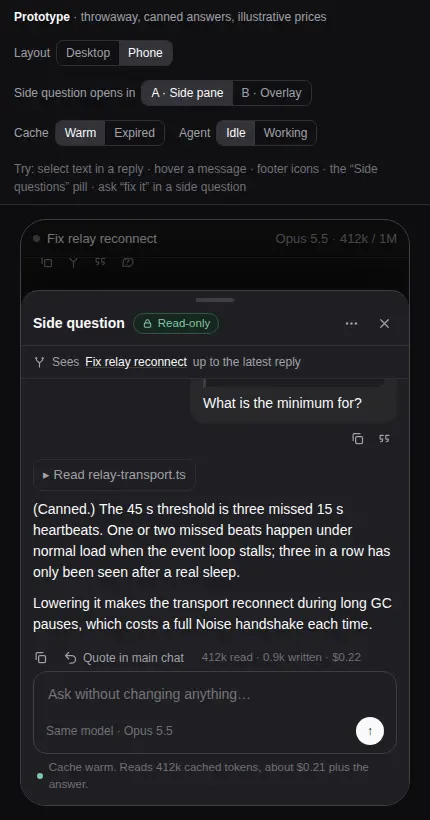 Prototype · throwaway, canned answers, illustrative prices
Layout Desktop Phone
Side question opens in A · Side pane B · Overlay
Cache Warm Expired Agent Idle Working
Try: select text in a reply · hover a message · footer icons · the “Side
questions” pill · ask “fix it” in a side question
Fix relay reconnect Opus 5.5 · 412k / 1M
Side question Read-only
Sees Fix relay reconnect up to the latest reply
What is the minimum for?
▸ Read relay-transport.ts
(Canned.) The 45 s threshold is three missed 15 s
heartbeats. One or two missed beats happen under
normal load when the event loop stalls; three in a row has
only been seen after a real sleep.
Lowering it makes the transport reconnect during long GC
pauses, which costs a full Noise handshake each time.
Quote in main chat 412k read · 0.9k written · $0.22
Ask without changing anything…
Same model · Opus 5.5 ↑
Cache warm. Reads 412k cached tokens, about $0.21 plus the
answer.